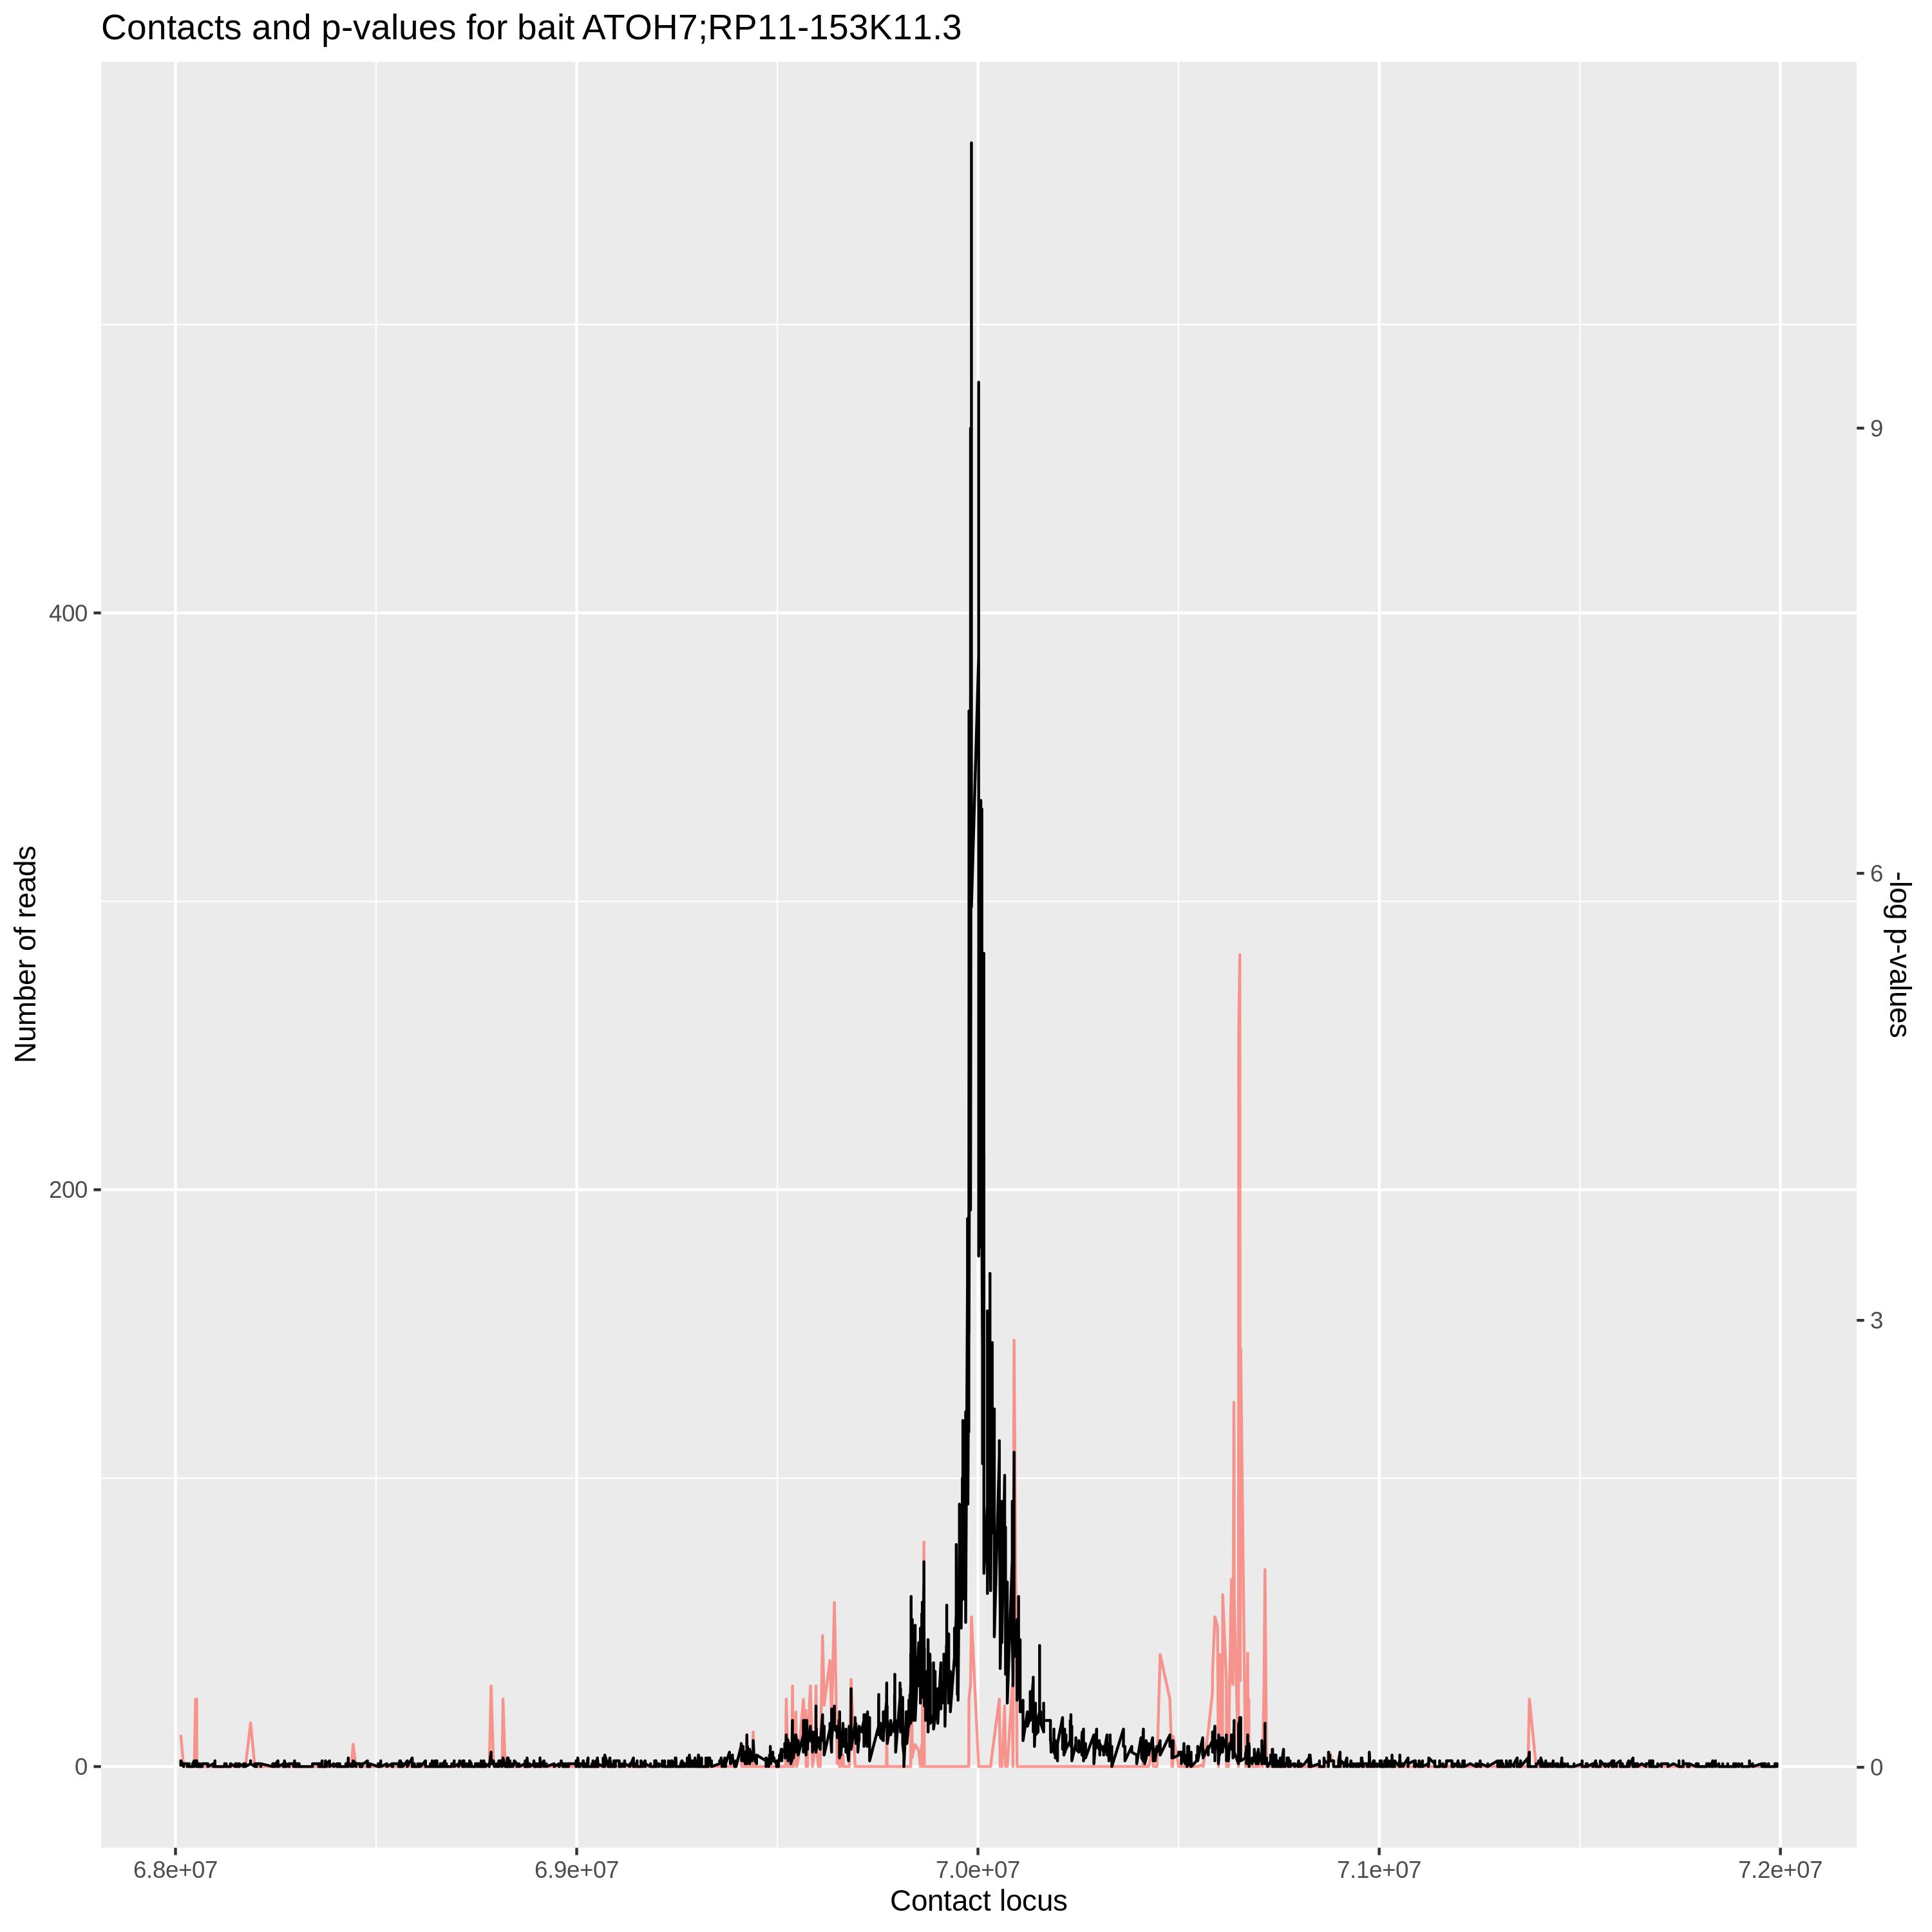 Contacts and p-values for bait ATOH7;RP11-153K11.3
Number of reads
400
200
0
9
6
3
0
-log p-values
6.8e+07
6.9e+07
7.0e+07
7.1e+07
7.2e+07
Contact locus